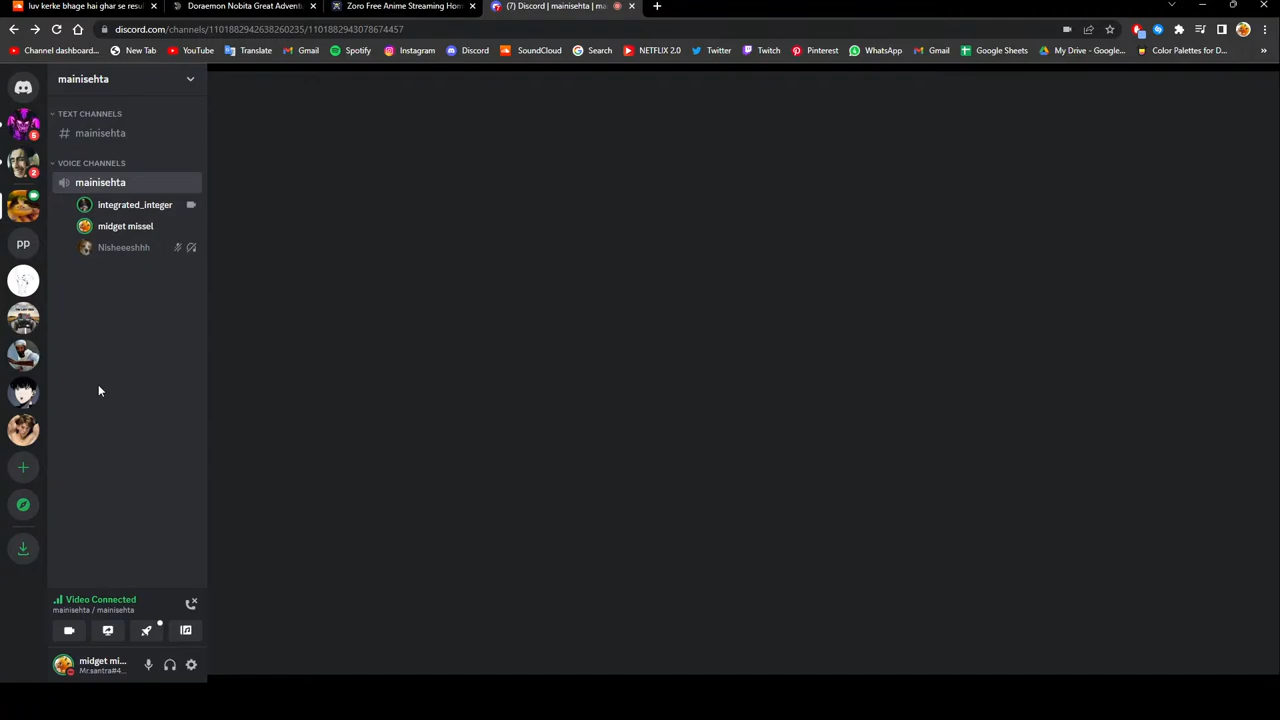 luv kerke bhage hai ghar se resul
Doraemon Nobita Great Adventu
Zoro Free Anime Streaming Hom
(7) Discord | mainisehta | ma
discord.com/channels/1101882942638260235/1101882943078674457
Channel dashboard...
New Tab
YouTube
Translate
Gmail
Spotify
Instagram
Discord
SoundCloud
Search
NETFLIX 2.0
Twitter
Twitch
Pinterest
WhatsApp
Gmail
Google Sheets
My Drive - Google...
Color Palettes for D...
»
mainisehta
TEXT CHANNELS
# mainisehta
VOICE CHANNELS
mainisehta
integrated_integer
midget missel
Nisheeeshhh
6
2
PP
Video Connected
mainisehta / mainisehta
midget mi...
Mr.santra#4...